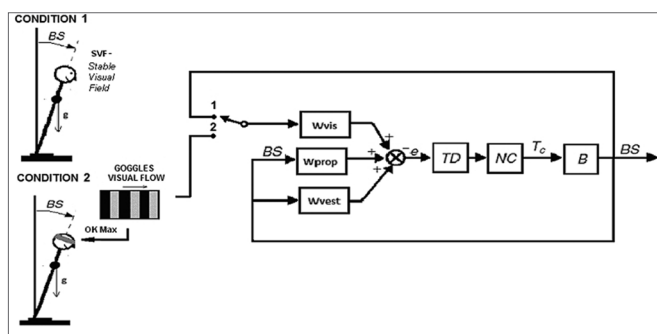 CONDITION 1
BS
SVF-
Stable
Visual
Field
g
CONDITION 2
BS
GOGGLES
VISUAL FLOW
OK Max
g
1
2
Wvis
BS
Wprop
Wvest
+
+
+
-e
TD
NC
Tc
B
BS